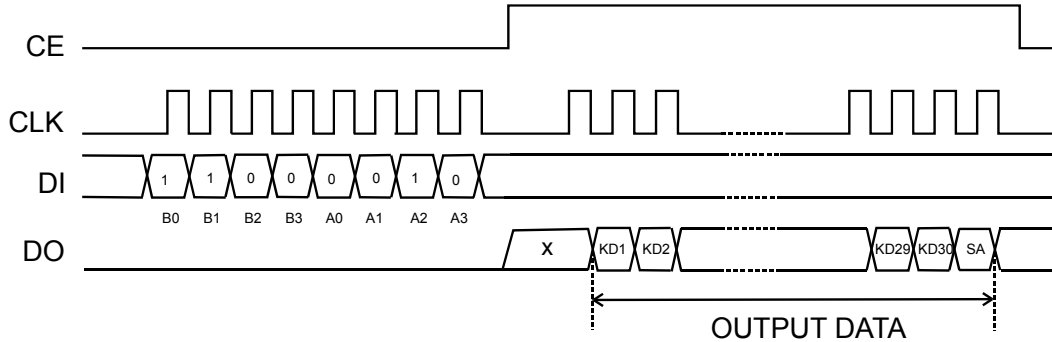 CE
CLK
DI
1 1 0 0 0 0 1 0
B0 B1 B2 B3 A0 A1 A2 A3
DO
X KD1 KD2 KD29 KD30 SA
OUTPUT DATA